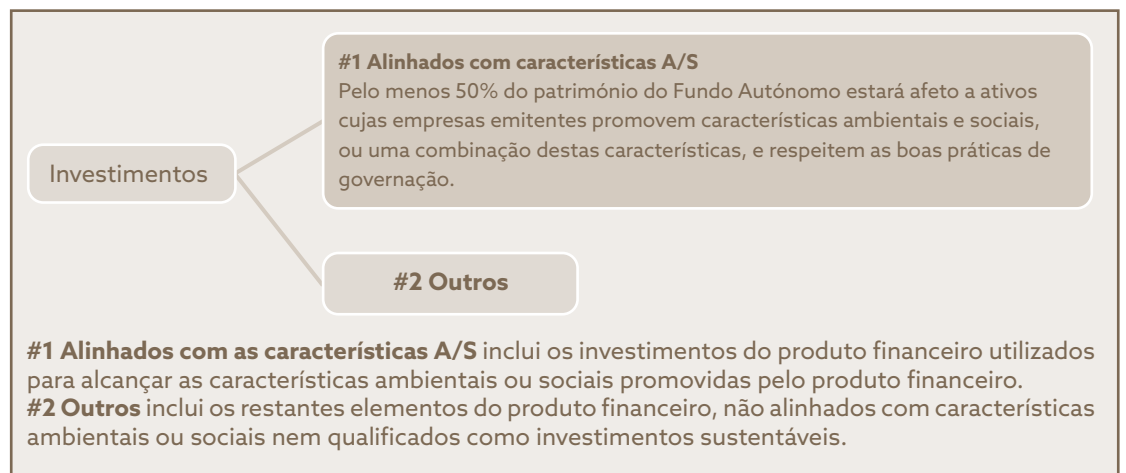 #1 Alinhados com características A/S
Pelo menos 50% do património do Fundo Autónomo estará afeto a ativos
cujas empresas emitentes promovem características ambientais e sociais,
ou uma combinação destas características, e respeitem as boas práticas de
governação.
Investimentos
#2 Outros
#1 Alinhados com as características A/S inclui os investimentos do produto financeiro utilizados
para alcançar as características ambientais ou sociais promovidas pelo produto financeiro.
#2 Outros inclui os restantes elementos do produto financeiro, não alinhados com características
ambientais ou sociais nem qualificados como investimentos sustentáveis.